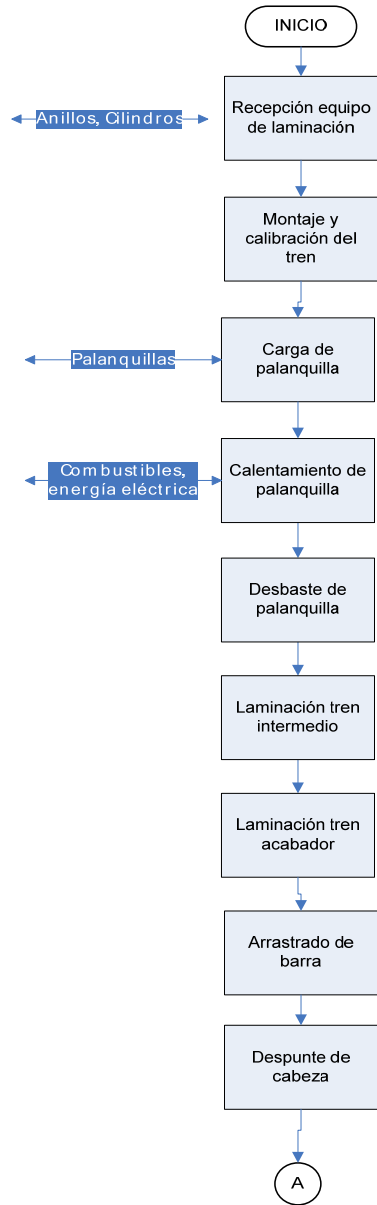 INICIO
Anillos, Cilindros
Recepción equipo
de laminación
Montaje y
calibración del
tren
Palanquillas
Carga de
palanquilla
Combustibles,
energía eléctrica
Calentamiento de
palanquilla
Desbaste de
palanquilla
Laminación tren
intermedio
Laminación tren
acabador
Arrastrado de
barra
Despunte de
cabeza
A